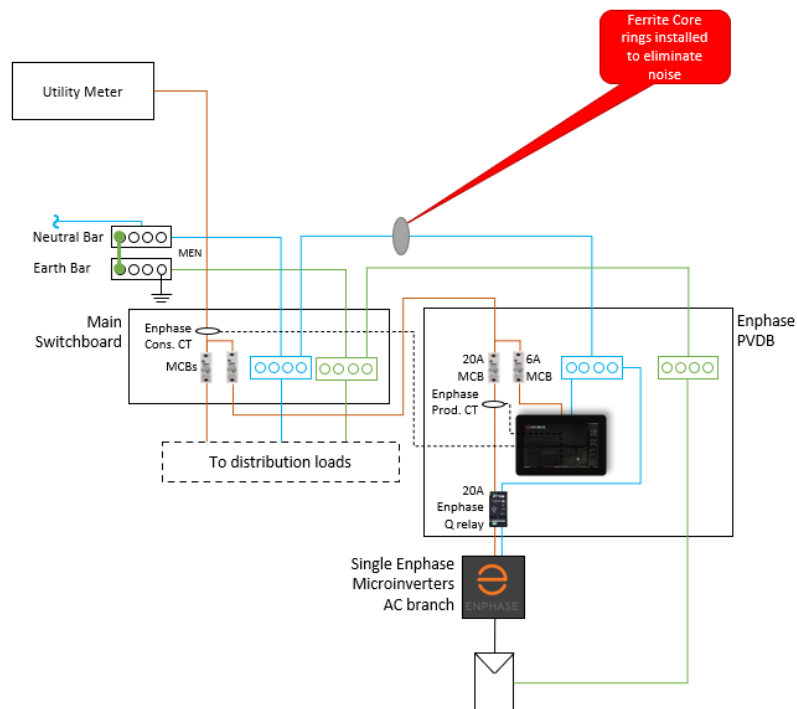 Ferrite Core
rings installed
to eliminate
noise
Utility Meter
Neutral Bar
MEN
Earth Bar
Main
Switchboard
Enphase
Cons. CT
MCBs
Enphase
PVDB
20A
MCB
6A
MCB
Enphase
Prod. CT
To distribution loads
20A
Enphase
Q relay
Single Enphase
Microinverters
AC branch
ENPHASE